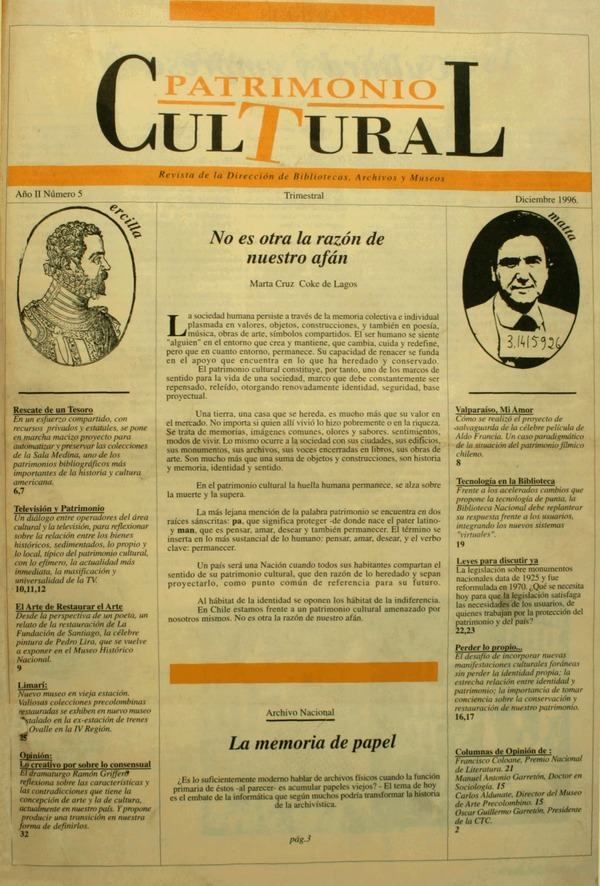 PATRIMONIO
CULTURAL
Revista de la Dirección de Bibliotecas, Archivos y Museos
Año II Número 5
Trimestral
Diciembre 1996.
ercilla
Rescate de un Tesoro
En un esfuerzo compartido, con
recursos privados y estatales, se pone
en marcha macizo proyecto para
automatizar y preservar las colecciones
de la Sala Medina, uno de los
patrimonios bibliográficos más
importantes de la historia y cultura
americana.
6,7
Televisión y Patrimonio
Un diálogo entre operadores del área
cultural y la televisión, para reflexionar
sobre la relación entre los bienes
históricos, sedimentados, lo propio y
lo local, típico del patrimonio cultural,
con lo efímero, la actualidad más
inmediata, la masificación y
universalidad de la TV.
10,11,12
El Arte de Restaurar el Arte
Desde la perspectiva de un poeta, un
relato de la restauración de La
Fundación de Santiago, la célebre
pintura de Pedro Lira, que se vuelve
a exponer en el Museo Histórico
Nacional.
9
Limarí:
Nuevo museo en vieja estación.
Valiosas colecciones precolombinas
restauradas se exhiben en nuevo museo
stalado en la ex-estación de trenes
Ovalle en la IV Región.
Opinión:
Lo creativo por sobre lo consensual
El dramaturgo Ramón Griffero
reflexiona sobre las características y
las contradicciones que tiene la
concepción de arte y la de cultura,
actualmente en nuestro país. Y propone
producir una transición en nuestra
forma de definirlos.
32
No es otra la razón de
nuestro afán
Marta Cruz Coke de Lagos
La sociedad humana persiste a través de la memoria colectiva e individual
plasmada en valores, objetos, construcciones, y también en poesía,
música, obras de arte, símbolos compartidos. El ser humano se siente
"alguien" en el entorno que crea y mantiene, que cambia, cuida y redefine,
pero que en cuanto entorno, permanece. Su capacidad de renacer se funda
en el apoyo que encuentra en lo que ha heredado y conservado.
El patrimonio cultural constituye, por tanto, uno de los marcos de
sentido para la vida de una sociedad, marco que debe constantemente ser
repensado, releído, otorgando renovadamente identidad, seguridad, base
proyectual.
Una tierra, una casa que se hereda, es mucho más que su valor en
el mercado. No importa si quien allí vivió lo hizo pobremente o en la riqueza.
Se trata de memorias, imágenes comunes, olores y sabores, sentimientos,
modos de vivir. Lo mismo ocurre a la sociedad con sus ciudades, sus edificios,
sus monumentos, sus archivos, sus voces encerradas en libros, sus obras de
arte. Son mucho más que una suma de objetos y construcciones, son historia
y memoria, identidad y sentido.
En el patrimonio cultural la huella humana permanece, se alza sobre
la muerte y la supera.
La más lejana mención de la palabra patrimonio se encuentra en dos
raíces sánscritas: pa, que significa proteger -de donde nace el pater latino-
y man, que es pensar, amar, desear y también permanecer. El término se
inserta en lo más sustancial de lo humano: pensar, amar, desear, y el verbo
clave: permanecer.
Un país será una Nación cuando todos sus habitantes compartan el
sentido de su patrimonio cultural, que den razón de lo heredado y sepan
proyectarlo, como punto común de referencia para su futuro.
Al hábitat de la identidad se oponen los hábitat de la indiferencia.
En Chile estamos frente a un patrimonio cultural amenazado por
nosotros mismos. No es otra la razón de nuestro afán.
Archivo Nacional
La memoria de papel
¿Es lo suficientemente moderno hablar de archivos físicos cuando la función
primaria de éstos -al parecer- es acumular papeles viejos? - El tema de hoy
es el embate de la informática que según muchos podría transformar la historia
de la archivística.
pág.3
matta
3.1415926
Valparaíso, Mi Amor
Cómo se realizó el proyecto de
salvaguarda de la célebre película de
Aldo Francia. Un caso paradigmático
de la situación del patrimonio fílmico
chileno.
8
Tecnología en la Biblioteca
Frente a los acelerados cambios que
propone la tecnología de punta, la
Biblioteca Nacional debe replantear
su respuesta frente a los usuarios,
integrando los nuevos sistemas
"virtuales".
19
Leyes para discutir ya
La legislación sobre monumentos
nacionales data de 1925 y fue
reformulada en 1970. ¿Qué se necesita
hoy para que la legislación satisfaga
las necesidades de los usuarios, de
quienes trabajan por la protección del
patrimonio y del país?
22,23
Perder lo propio...
El desafío de incorporar nuevas
manifestaciones culturales foráneas
sin perder la identidad propia; la
estrecha relación entre identidad y
patrimonio; la importancia de tomar
conciencia sobre la conservación y
restauración de nuestro patrimonio.
16,17
Columnas de Opinión de :
Francisco Coloane, Premio Nacional
de Literatura. 21
Manuel Antonio Garretón, Doctor en
Sociología. 15
Carlos Aldunate, Director del Museo
de Arte Precolombino. 15
Oscar Guillermo Garretón, Presidente
de la CTC.
2